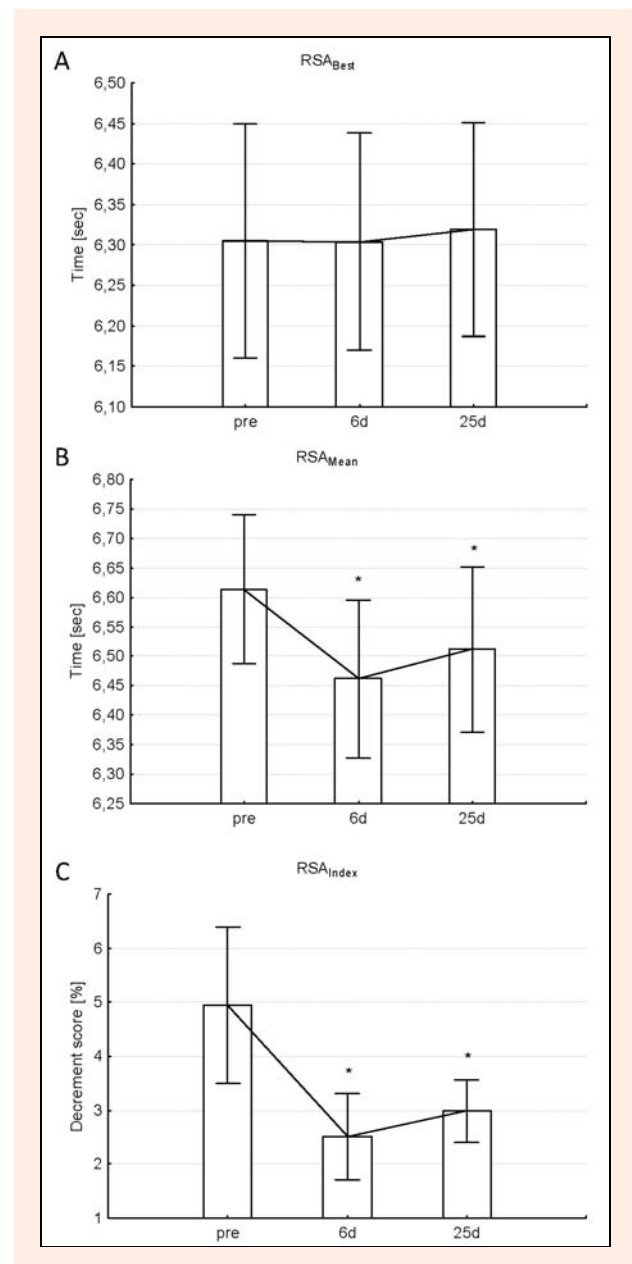 A
RSABest
6,50
6,45
6,40
6,35
6,30
6,25
6,20
6,15
6,10
Time [sec]
pre 6d 25d
B
RSAMean
6,80
6,75
6,70
6,65
6,60
6,55
6,50
6,45
6,40
6,35
6,30
6,25
Time [sec]
* *
pre 6d 25d
C
RSAIndex
7
6
5
4
3
2
1
Decrement score [%]
* *
pre 6d 25d